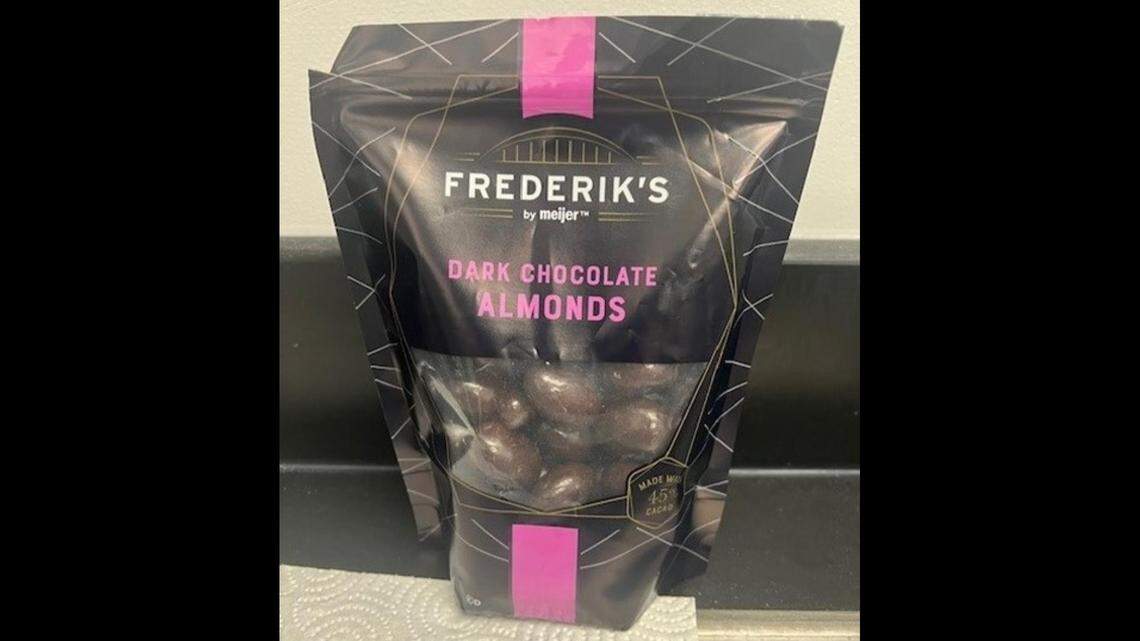 FREDERIK'S
by meijer™
DARK CHOCOLATE
ALMONDS
MADE WITH
45%
CACAO